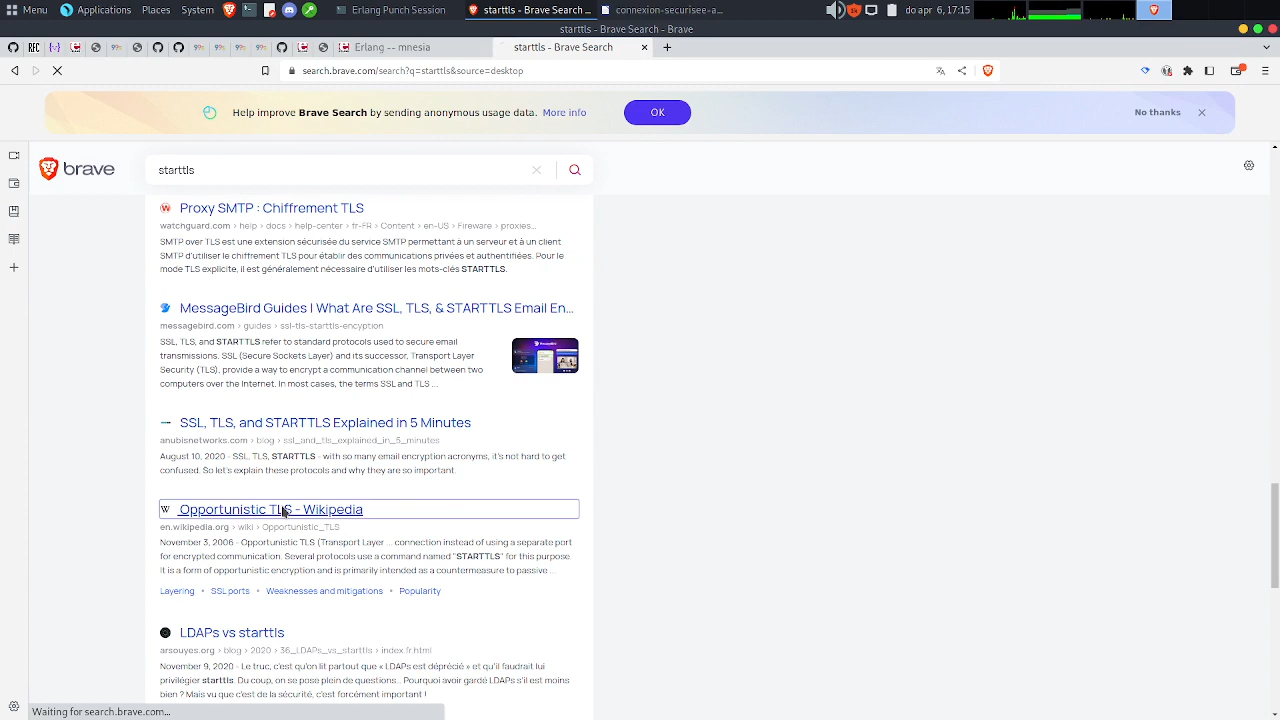 Menu Applications Places System Erlang Punch Session starttls - Brave Search ... connexion-securisee-a... do apr 6, 17:15
starttls - Brave Search - Brave
Erlang -- mnesia starttls - Brave Search
search.brave.com/search?q=starttls&source=desktop
Help improve Brave Search by sending anonymous usage data. More info OK No thanks
brave starttls
Proxy SMTP : Chiffrement TLS
watchguard.com › help › docs › help-center › fr-FR › Content › en-US › Fireware › proxies...
SMTP over TLS est une extension sécurisée du service SMTP permettant à un serveur et à un client
SMTP d'utiliser le chiffrement TLS pour établir des communications privées et authentifiées. Pour le
mode TLS explicite, il est généralement nécessaire d'utiliser les mots-clés STARTTLS.
MessageBird Guides | What Are SSL, TLS, & STARTTLS Email En...
messagebird.com › guides › ssl-tls-starttls-encyption
SSL, TLS, and STARTTLS refer to standard protocols used to secure email
transmissions. SSL (Secure Sockets Layer) and its successor, Transport Layer
Security (TLS), provide a way to encrypt a communication channel between two
computers over the Internet. In most cases, the terms SSL and TLS ...
SSL, TLS, and STARTTLS Explained in 5 Minutes
anubisnetworks.com › blog › ssl_and_tls_explained_in_5_minutes
August 10, 2020 - SSL, TLS, STARTTLS - with so many email encryption acronyms, it's not hard to get
confused. So let's explain these protocols and why they are so important.
Opportunistic TLS - Wikipedia
en.wikipedia.org › wiki › Opportunistic_TLS
November 3, 2006 - Opportunistic TLS (Transport Layer ... connection instead of using a separate port
for encrypted communication. Several protocols use a command named "STARTTLS" for this purpose.
It is a form of opportunistic encryption and is primarily intended as a countermeasure to passive ...
Layering • SSL ports • Weaknesses and mitigations • Popularity
LDAPs vs starttls
arsouyes.org › blog › 2020 › 36_LDAPs_vs_starttls › index.fr.html
November 9, 2020 - Le truc, c'est qu'on lit partout que « LDAPs est déprécié » et qu'il faudrait lui
privilégier starttls. Du coup, on se pose plein de questions... Pourquoi avoir gardé LDAPs s'il est moins
bien ? Mais vu que c'est de la sécurité, c'est forcément important !
Waiting for search.brave.com...